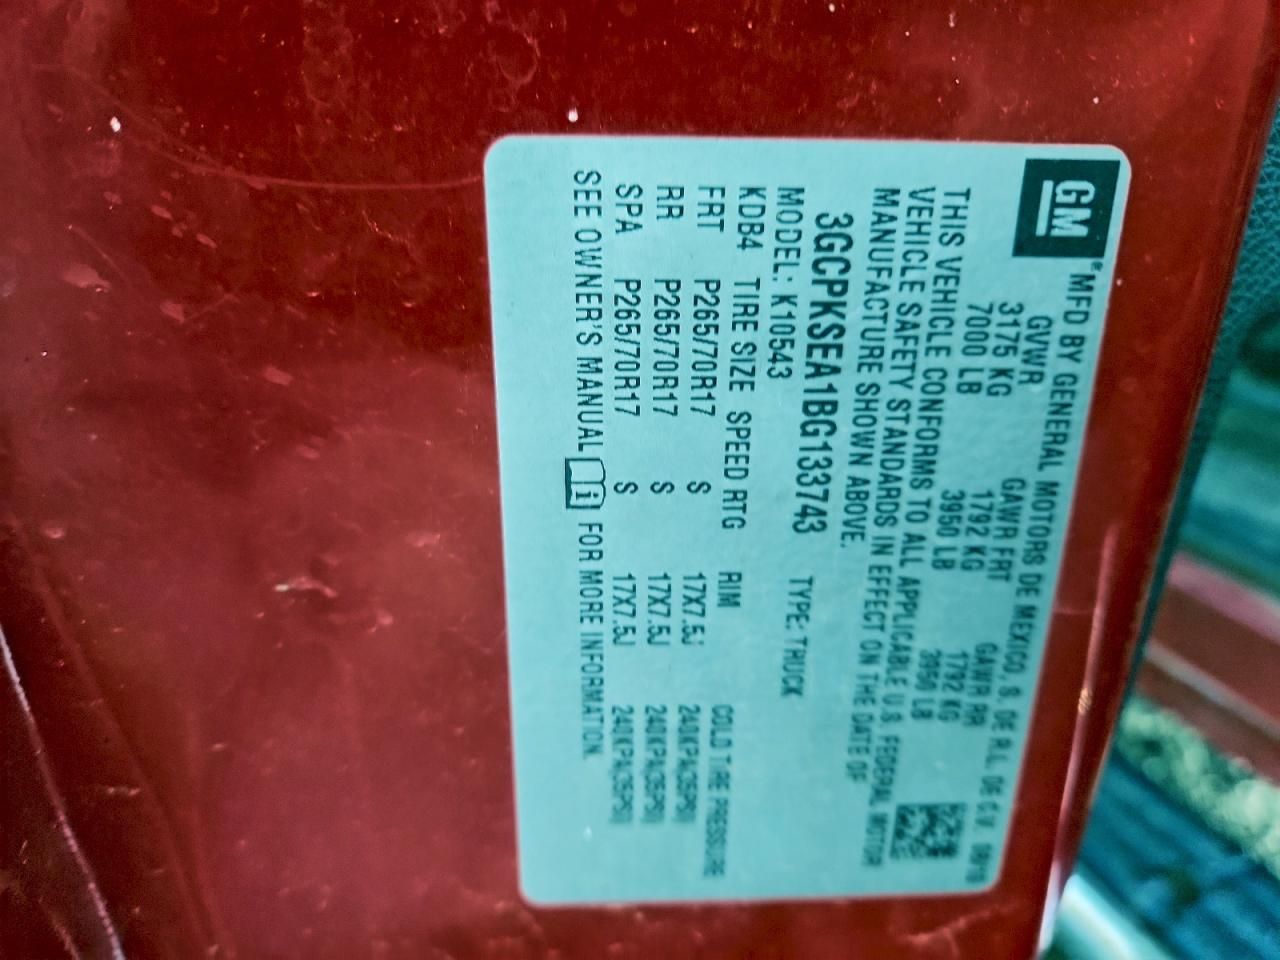 GM
®MFD BY GENERAL MOTORS DE MEXICO, S. DE R.L. DE C.V. 08/10
GVWR GAWR FRT GAWR RR
3175 KG 1792 KG 1792 KG
7000 LB 3950 LB 3950 LB
THIS VEHICLE CONFORMS TO ALL APPLICABLE U.S. FEDERAL MOTOR
VEHICLE SAFETY STANDARDS IN EFFECT ON THE DATE OF
MANUFACTURE SHOWN ABOVE.
3GCPKSEA1BG133743 TYPE: TRUCK
MODEL: K10543
KDB4 TIRE SIZE SPEED RTG RIM COLD TIRE PRESSURE
FRT P265/70R17 S 17X7.5J 240KPA(35PSI)
RR P265/70R17 S 17X7.5J 240KPA(35PSI)
SPA P265/70R17 S 17X7.5J 240KPA(35PSI)
SEE OWNER'S MANUAL i FOR MORE INFORMATION.